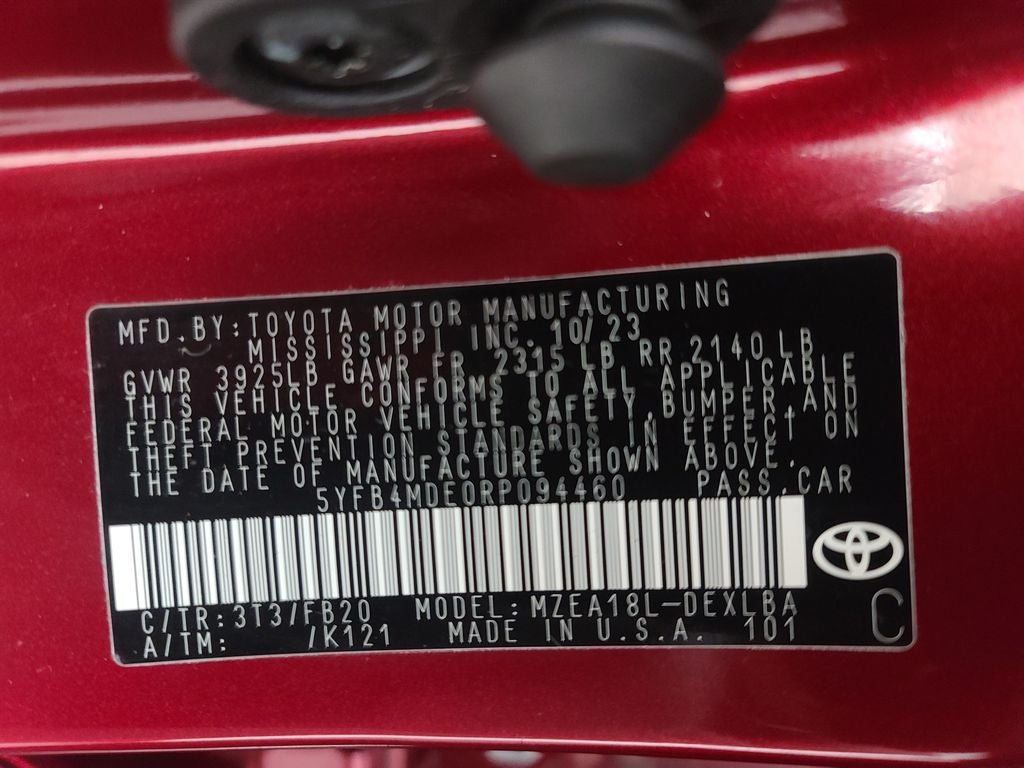 MFD. BY: TOYOTA MOTOR MANUFACTURING
MISSISSIPPI INC. 10/23
GVWR 3925LB GAWR FR 2315 LB RR 2140 LB
THIS VEHICLE CONFORMS TO ALL APPLICABLE
FEDERAL MOTOR VEHICLE SAFETY, BUMPER, AND
THEFT PREVENTION STANDARDS IN EFFECT ON
THE DATE OF MANUFACTURE SHOWN ABOVE.
5YFB4MDE0RP094460 PASS. CAR
C/TR: 3T3/FB20 MODEL: MZEA18L-DEXLBA
A/TM: /K121 MADE IN U.S.A. 101
C